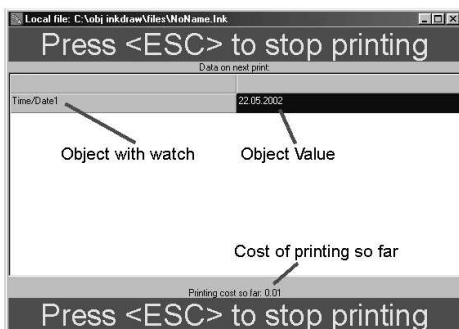 Local file: C:\obj inkdraw\files\NoName.Ink
Press <ESC> to stop printing
Data on next print:
Time/Date1 22.05.2002
Object with watch Object Value
Cost of printing so far
Printing cost so far: 0.01
Press <ESC> to stop printing